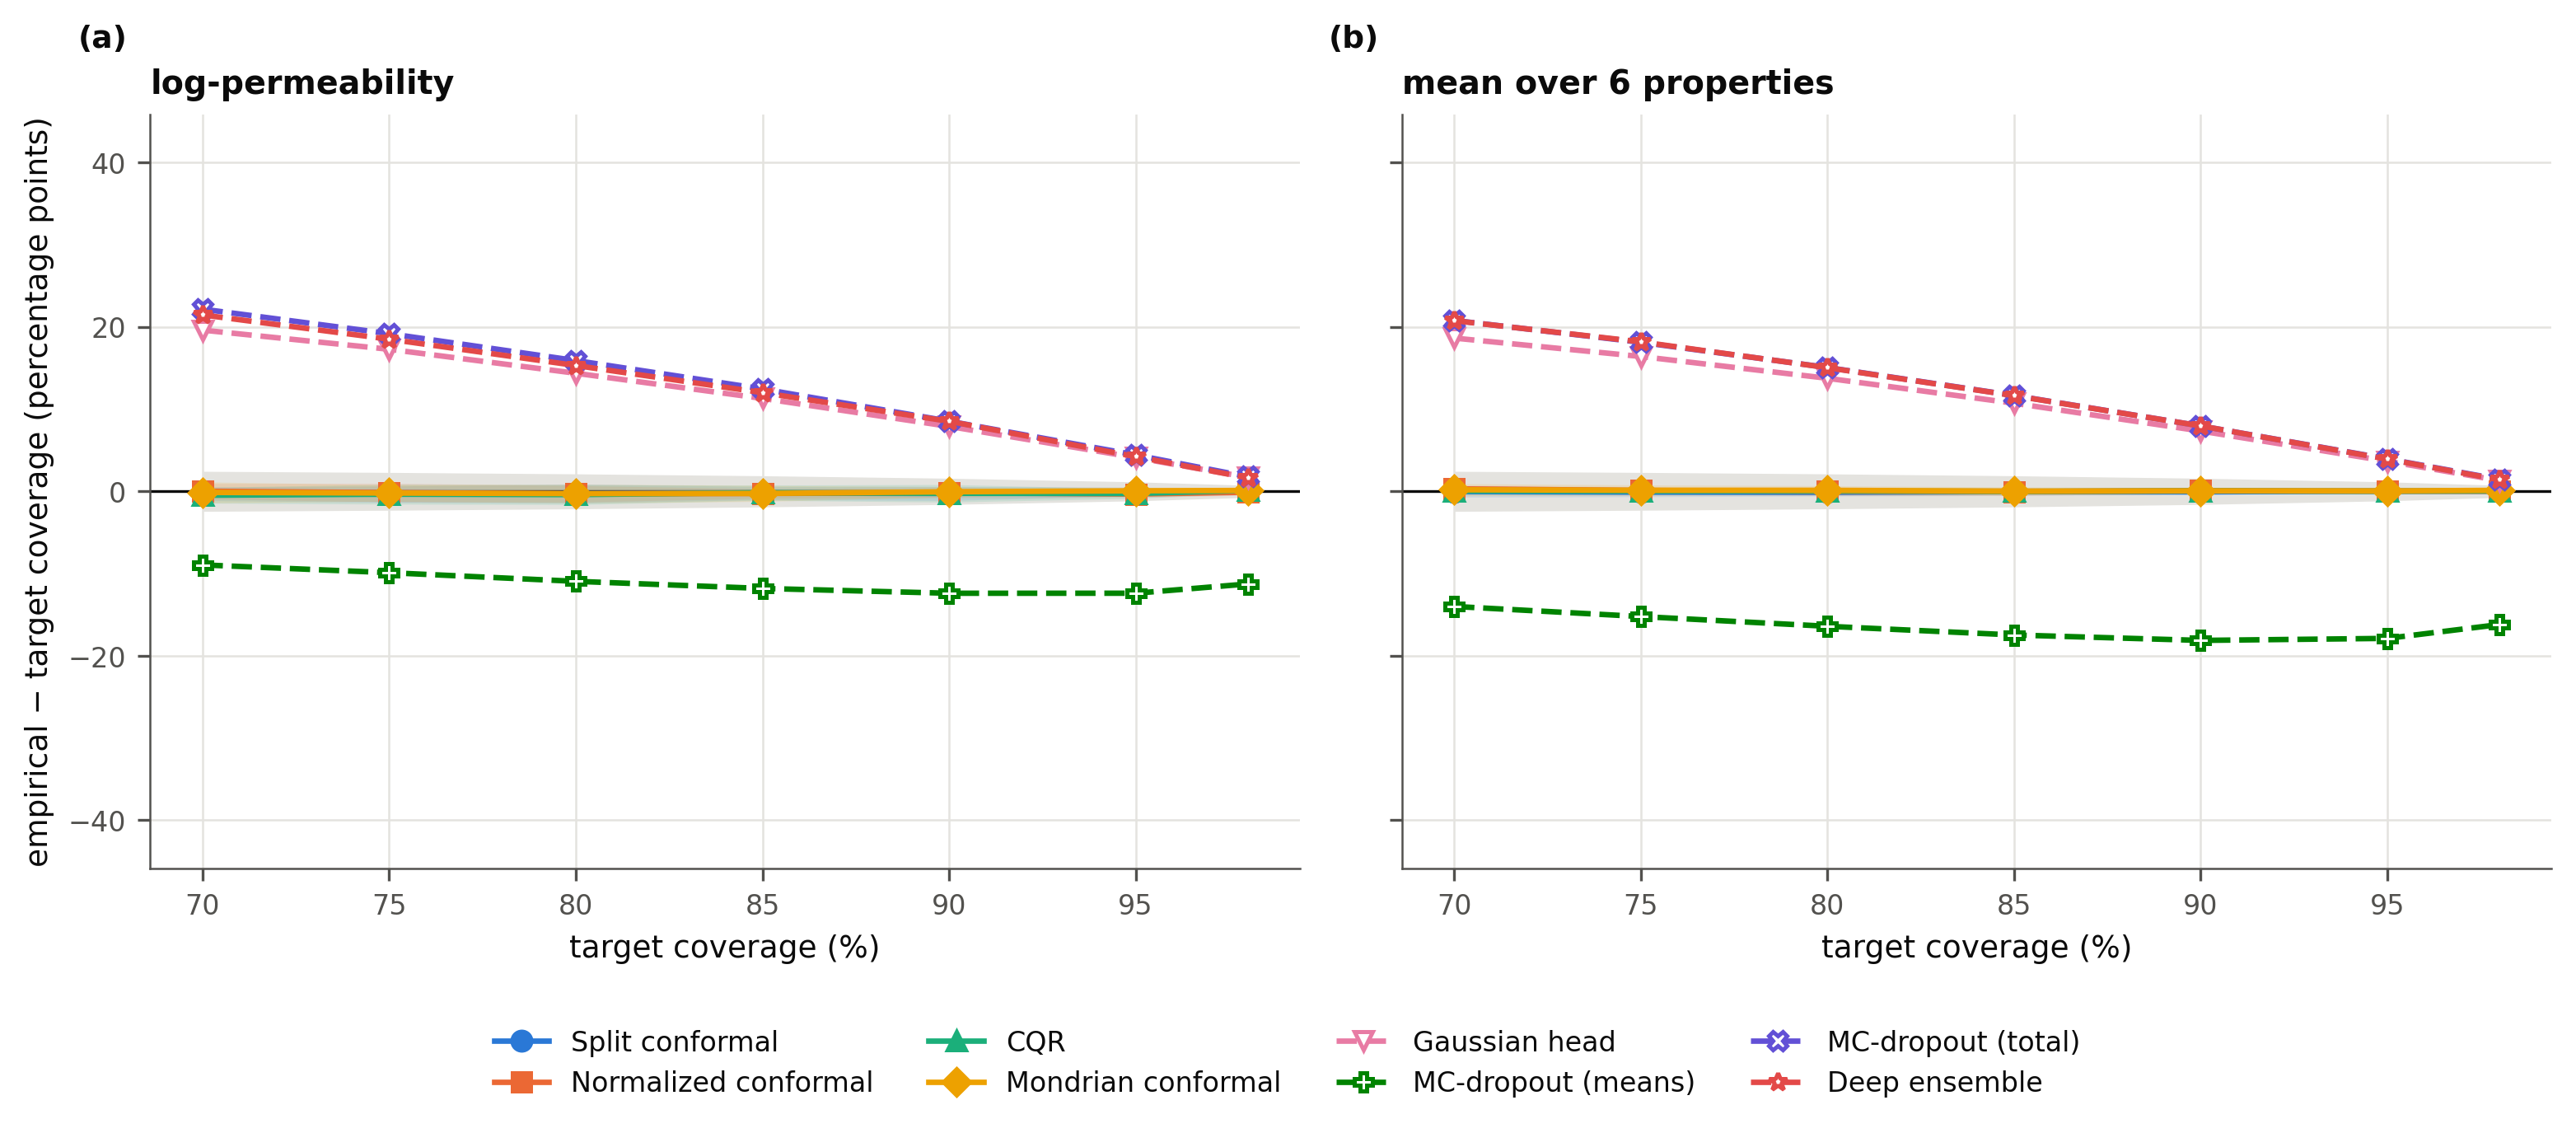 (a)
log-permeability
empirical − target coverage (percentage points)
40
20
0
−20
−40
70 75 80 85 90 95
target coverage (%)
(b)
mean over 6 properties
70 75 80 85 90 95
target coverage (%)
Split conformal
Normalized conformal
CQR
Mondrian conformal
Gaussian head
MC-dropout (means)
MC-dropout (total)
Deep ensemble